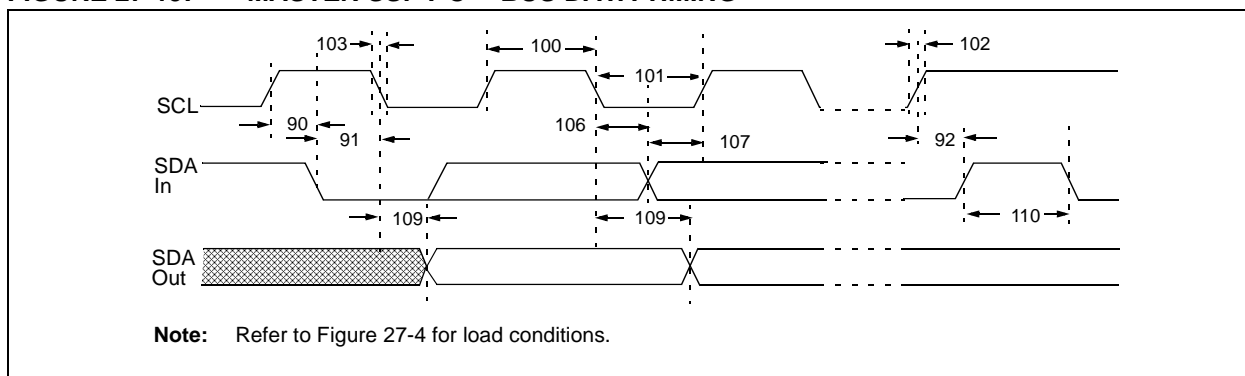 103
100
102
101
SCL
90
106
91
107
92
SDA
In
109
109
110
SDA
Out
Note: Refer to Figure 27-4 for load conditions.